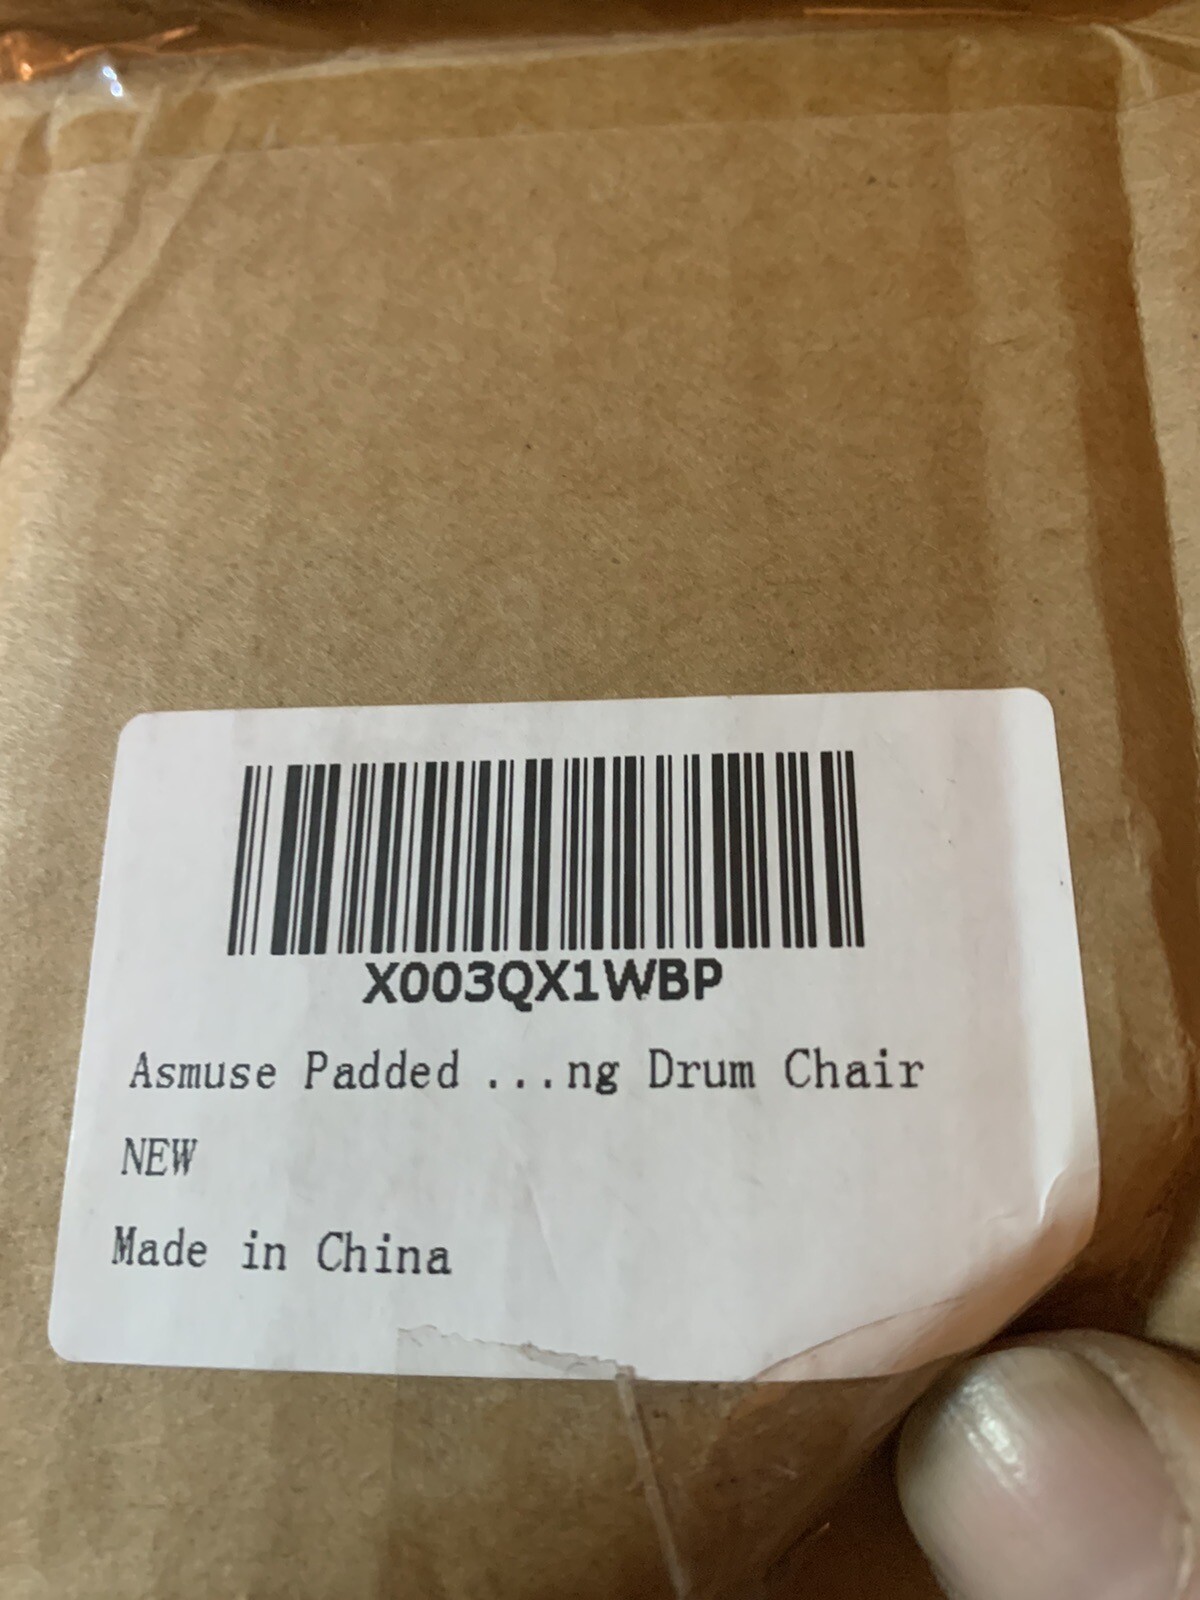 X003QX1WBP
Asmuse Padded ...ng Drum Chair
NEW
Made in China